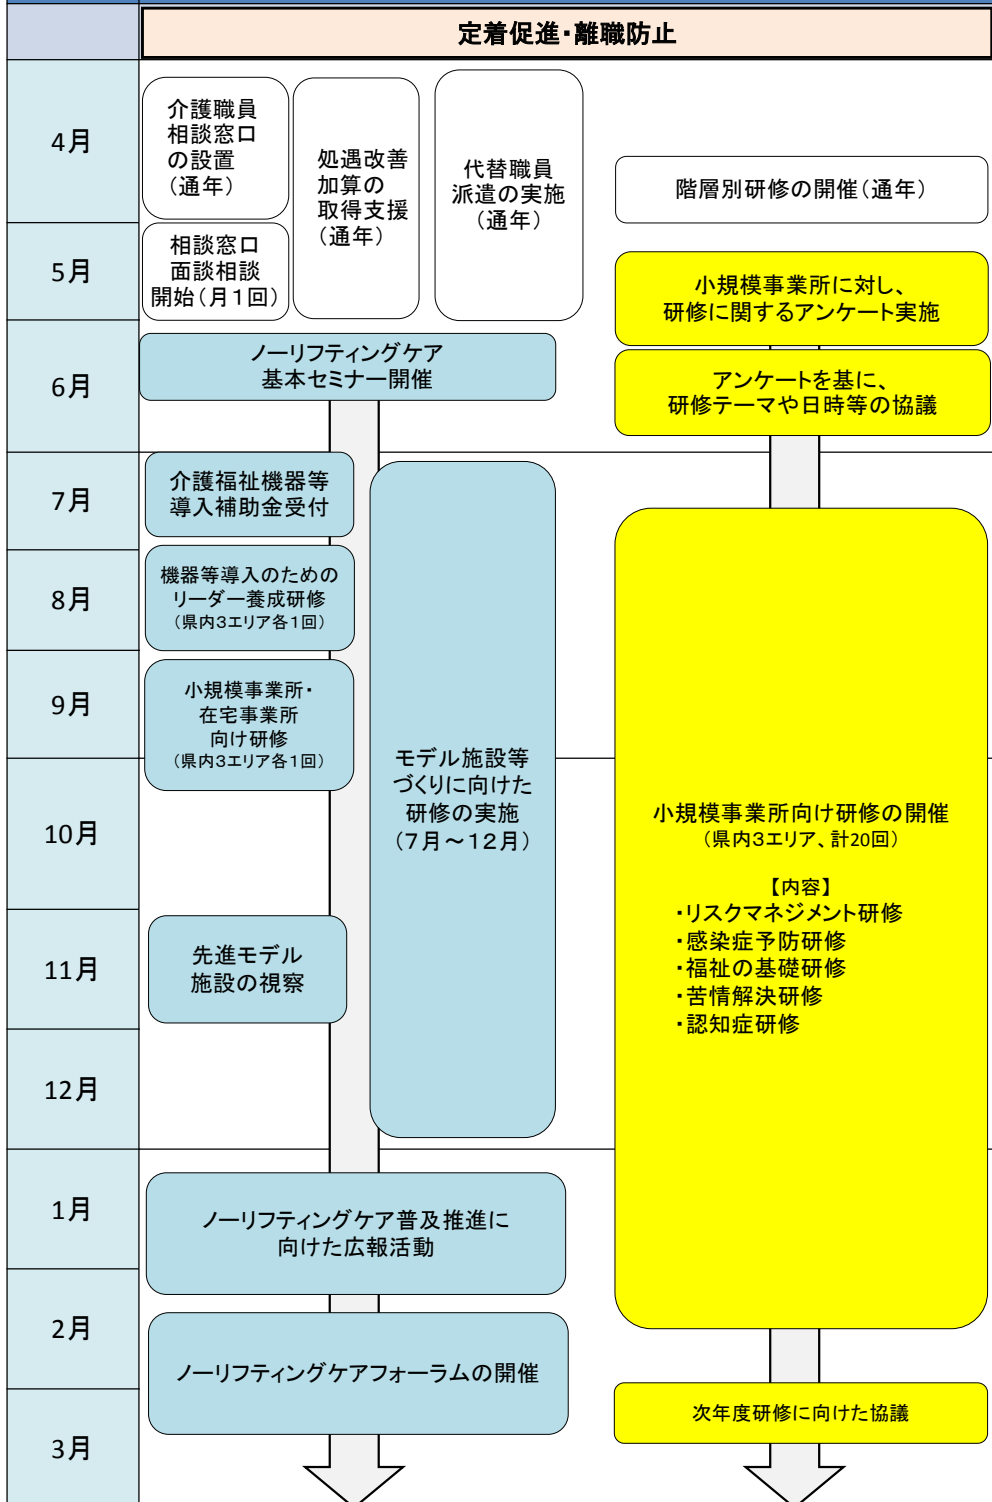 定着促進・離職防止
4月
介護職員
相談窓口
の設置
（通年）
処遇改善
加算の
取得支援
（通年）
代替職員
派遣の実施
（通年）
階層別研修の開催（通年）
5月
相談窓口
面談相談
開始（月1回）
小規模事業所に対し、
研修に関するアンケート実施
6月
ノーリフティングケア
基本セミナー開催
アンケートを基に、
研修テーマや日時等の協議
7月
介護福祉機器等
導入補助金受付
8月
機器等導入のための
リーダー養成研修
（県内3エリア各1回）
9月
小規模事業所・
在宅事業所
向け研修
（県内3エリア各1回）
モデル施設等
づくりに向けた
研修の実施
（7月～12月）
10月
小規模事業所向け研修の開催
（県内3エリア、計20回）
【内容】
・リスクマネジメント研修
・感染症予防研修
・福祉の基礎研修
・苦情解決研修
・認知症研修
11月
先進モデル
施設の視察
12月
1月
ノーリフティングケア普及推進に
向けた広報活動
2月
ノーリフティングケアフォーラムの開催
次年度研修に向けた協議
3月